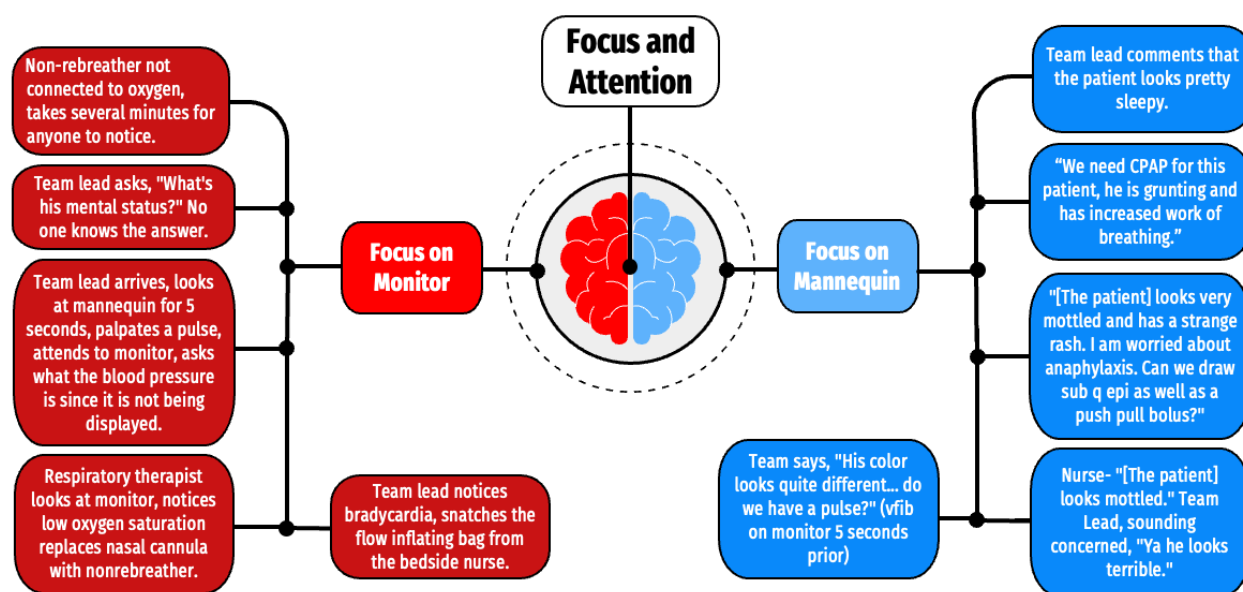 Focus and
Attention
Non-rebreather not
connected to oxygen,
takes several minutes for
anyone to notice.
Team lead asks, "What's
his mental status?" No
one knows the answer.
Team lead arrives, looks
at mannequin for 5
seconds, palpates a pulse,
attends to monitor, asks
what the blood pressure
is since it is not being
displayed.
Respiratory therapist
looks at monitor, notices
low oxygen saturation
replaces nasal cannula
with nonrebreather.
Team lead notices
bradycardia, snatches the
flow inflating bag from
the bedside nurse.
Focus on
Monitor
Focus on
Mannequin
Team lead comments that
the patient looks pretty
sleepy.
“We need CPAP for this
patient, he is grunting and
has increased work of
breathing.”
"[The patient] looks very
mottled and has a strange
rash. I am worried about
anaphylaxis. Can we draw
sub q epi as well as a
push pull bolus?"
Team says, "His color
looks quite different... do
we have a pulse?" (vfib
on monitor 5 seconds
prior)
Nurse- "[The patient]
looks mottled." Team
Lead, sounding
concerned, "Ya he looks
terrible."